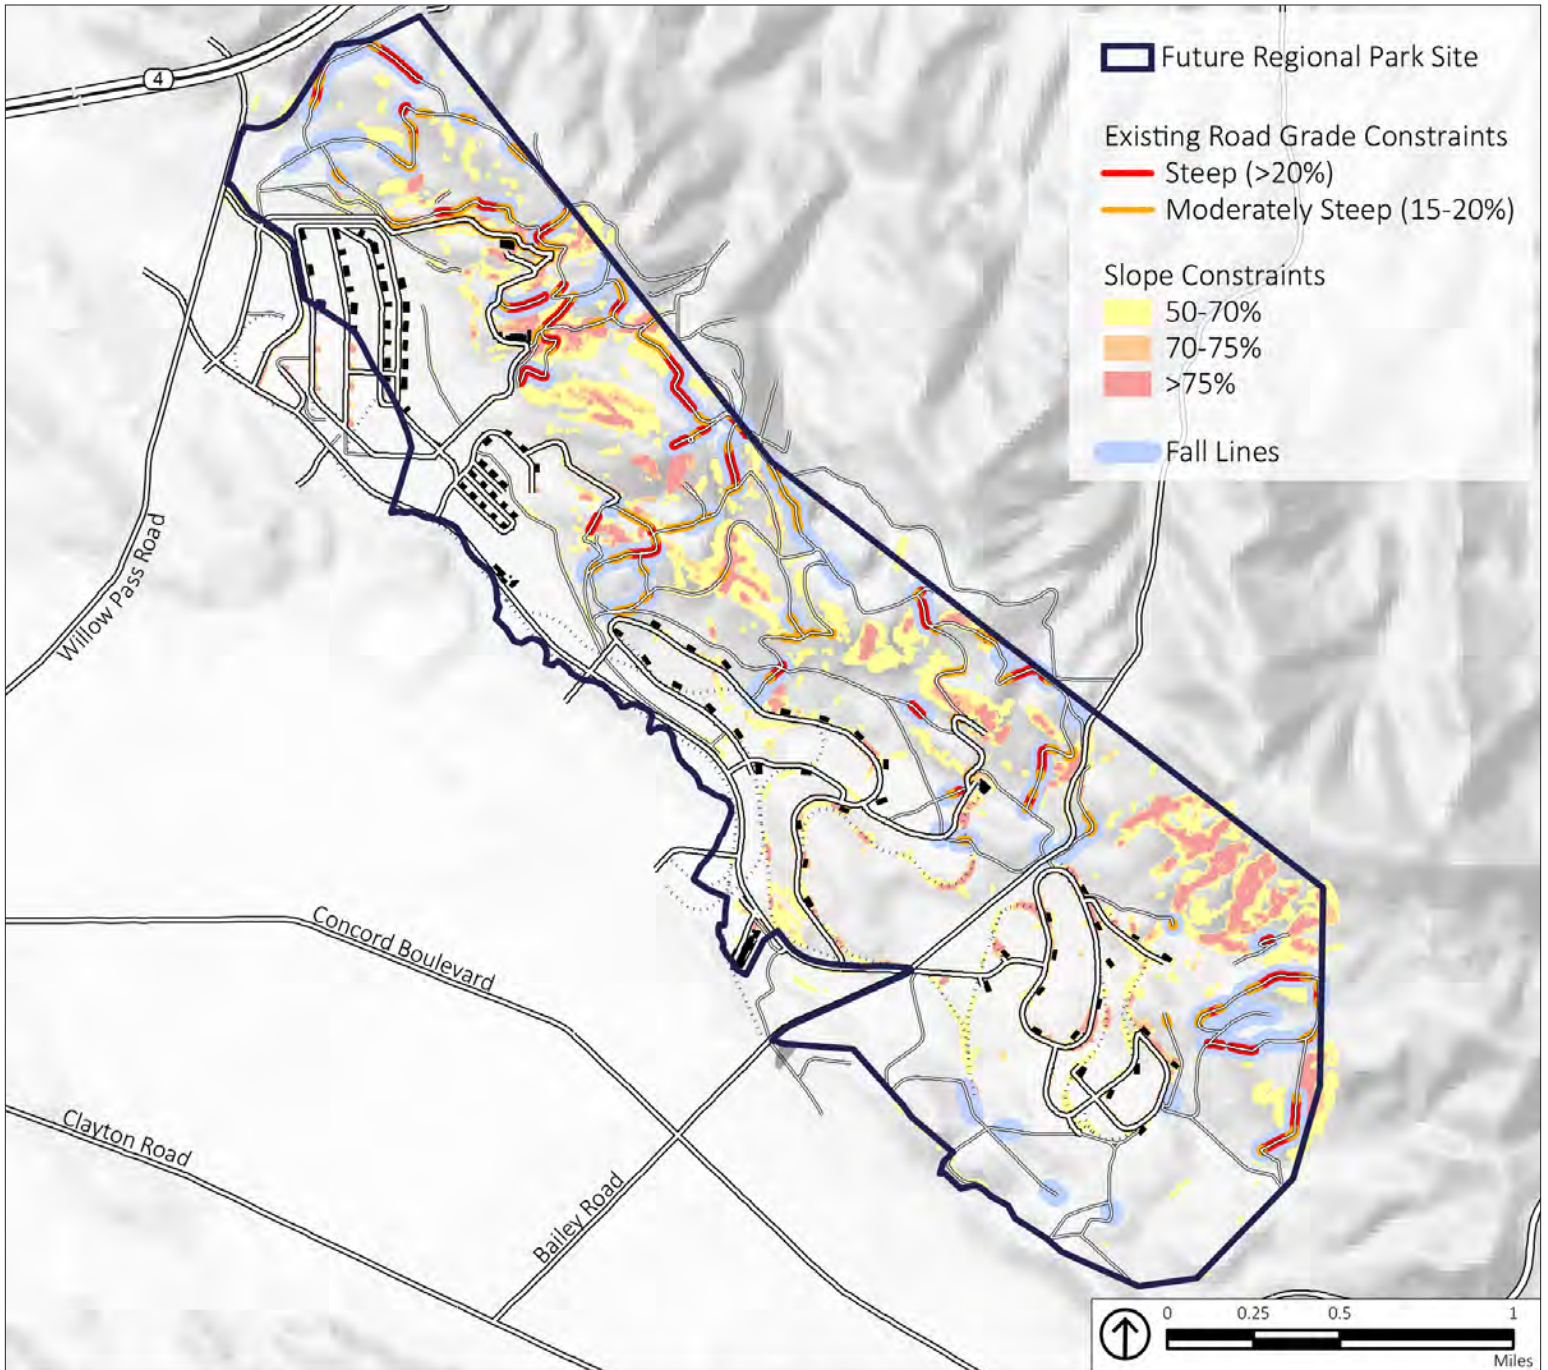 4
Future Regional Park Site
Existing Road Grade Constraints
Steep (>20%)
Moderately Steep (15-20%)
Slope Constraints
50-70%
70-75%
>75%
Fall Lines
Willow Pass Road
Concord Boulevard
Clayton Road
Bailey Road
0 0.25 0.5 1
Miles